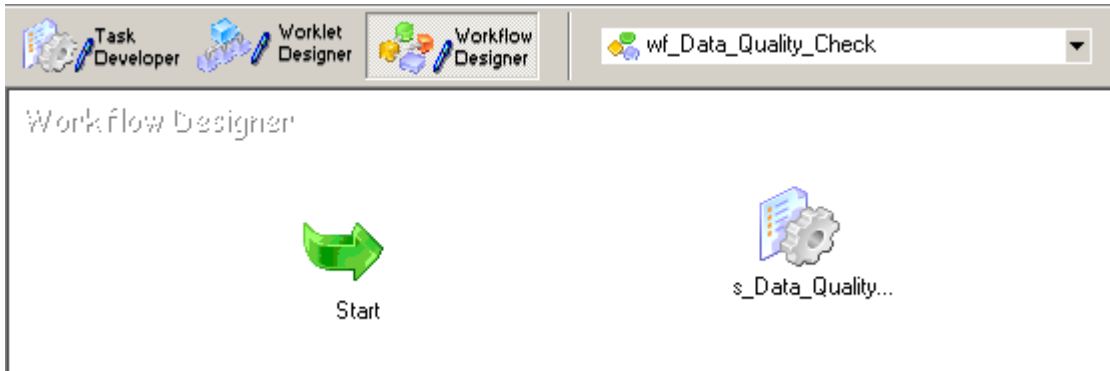 Task
Developer
Worklet
Designer
Workflow
Designer
wf_Data_Quality_Check
Workflow Designer
Start
s_Data_Quality...